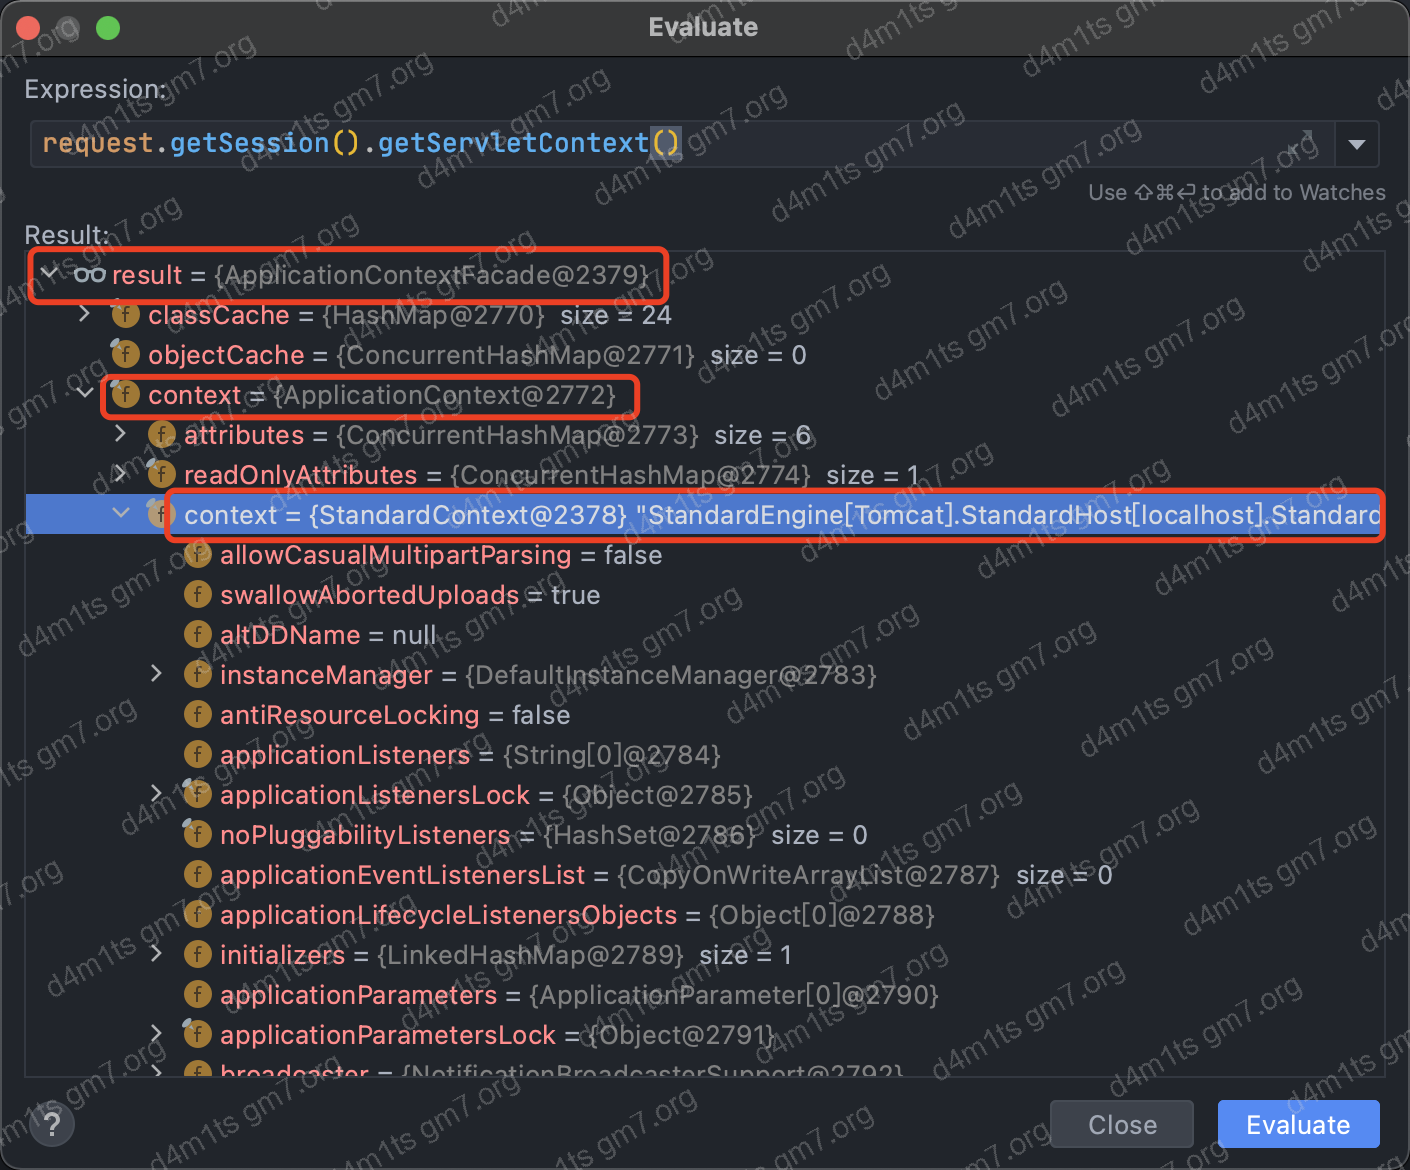 Evaluate
Expression:
request.getSession().getServletContext()
Use ⇧⌘⏎ to add to Watches
Result:
result = {ApplicationContextFacade@2379}
classCache = {HashMap@2770} size = 24
objectCache = {ConcurrentHashMap@2771} size = 0
context = {ApplicationContext@2772}
attributes = {ConcurrentHashMap@2773} size = 6
readOnlyAttributes = {ConcurrentHashMap@2774} size = 1
context = {StandardContext@2378} "StandardEngine[Tomcat].StandardHost[localhost].Standard
allowCasualMultipartParsing = false
swallowAbortedUploads = true
altDDName = null
instanceManager = {DefaultInstanceManager@2783}
antiResourceLocking = false
applicationListeners = {String[0]@2784}
applicationListenersLock = {Object@2785}
noPluggabilityListeners = {HashSet@2786} size = 0
applicationEventListenersList = {CopyOnWriteArrayList@2787} size = 0
applicationLifecycleListenersObjects = {Object[0]@2788}
initializers = {LinkedHashMap@2789} size = 1
applicationParameters = {ApplicationParameter[0]@2790}
applicationParametersLock = {Object@2791}
broadcaster = {NotificationBroadcasterSupport@2792}
?
Close
Evaluate
d4m1ts gm7.org